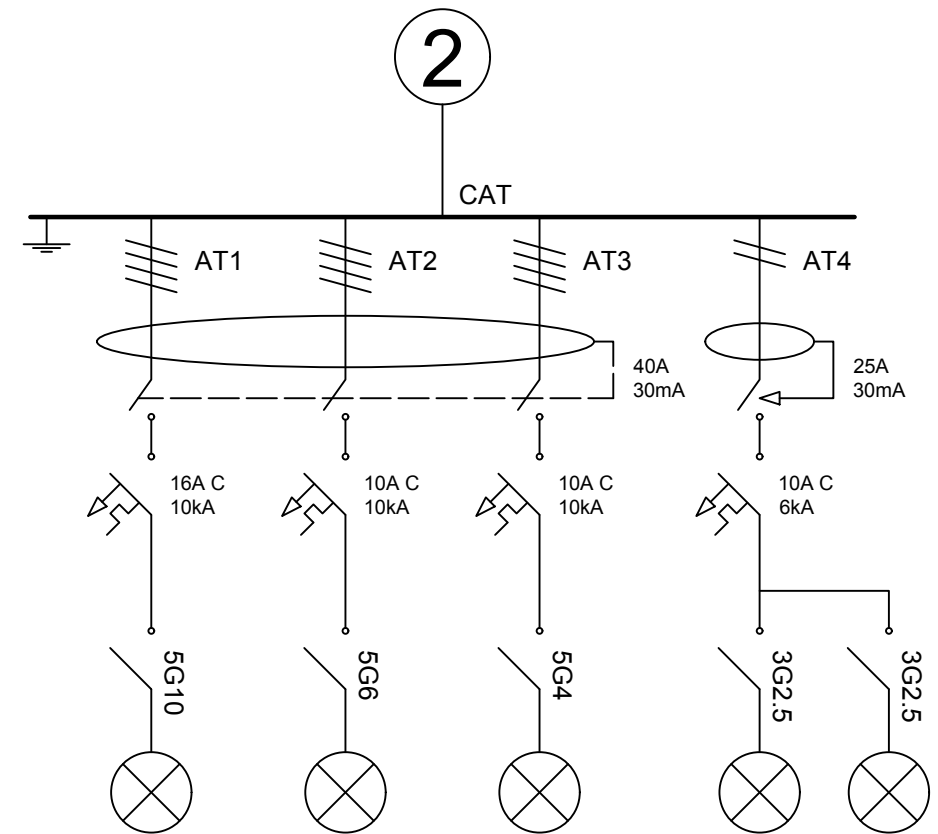 2
CAT
AT1
AT2
AT3
AT4
40A
30mA
25A
30mA
16A C
10kA
10A C
10kA
10A C
10kA
10A C
6kA
5G10
5G6
5G4
3G2.5
3G2.5